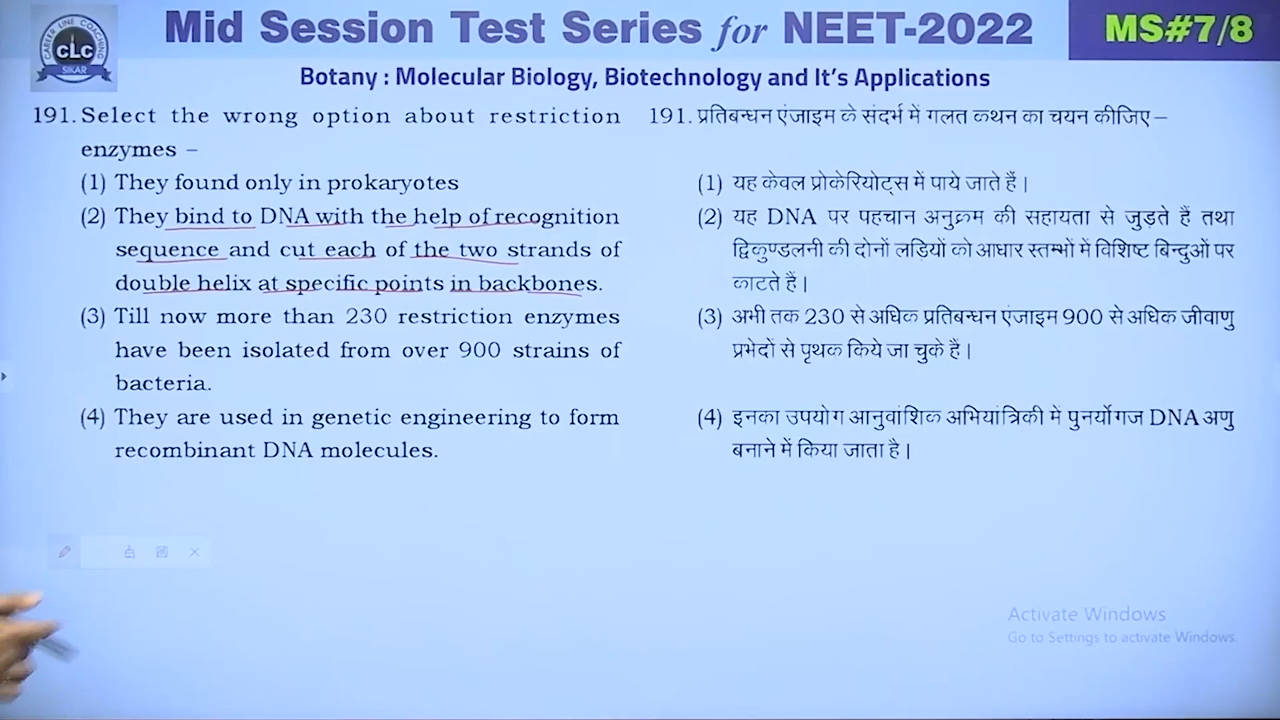 CAREER LINE COACHING
CLC
SIKAR
Mid Session Test Series for NEET-2022
MS#7/8
Botany : Molecular Biology, Biotechnology and It's Applications
191. Select the wrong option about restriction
enzymes –
(1) They found only in prokaryotes
(2) They bind to DNA with the help of recognition
sequence and cut each of the two strands of
double helix at specific points in backbones.
(3) Till now more than 230 restriction enzymes
have been isolated from over 900 strains of
bacteria.
(4) They are used in genetic engineering to form
recombinant DNA molecules.
191. प्रतिबन्धन एंजाइम के संदर्भ में गलत कथन का चयन कीजिए –
(1) यह केवल प्रोकेरियोट्स में पाये जाते हैं।
(2) यह DNA पर पहचान अनुक्रम की सहायता से जुड़ते हैं तथा
द्विकुण्डलनी की दोनों लड़ियों को आधार स्तम्भों में विशिष्ट बिन्दुओं पर
काटते हैं।
(3) अभी तक 230 से अधिक प्रतिबन्धन एंजाइम 900 से अधिक जीवाणु
प्रभेदों से पृथक किये जा चुके है।
(4) इनका उपयोग आनुवांशिक अभियांत्रिकी में पुनर्योगज DNA अणु
बनाने में किया जाता है।
Activate Windows
Go to Settings to activate Windows.